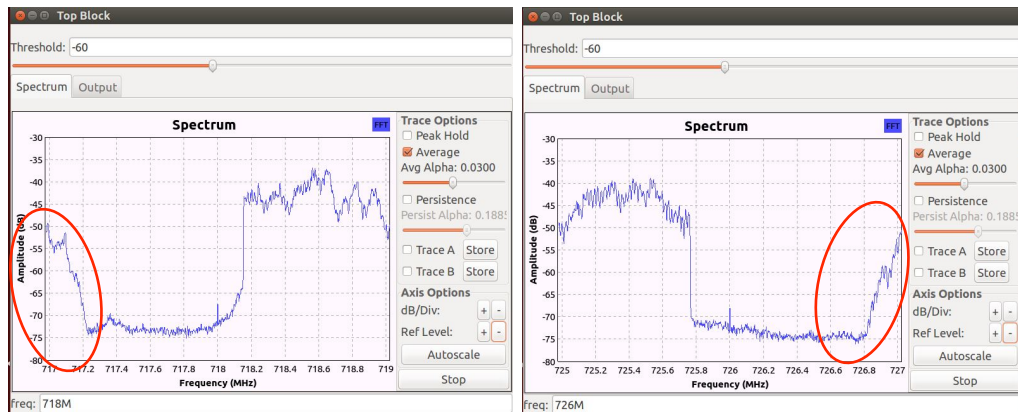 Top Block
Threshold: -60
Spectrum Output
Spectrum
FFT
Amplitude (dB)
-30
-35
-40
-45
-50
-55
-60
-65
-70
-75
-80
717.2 717.4 717.6 717.8 718 718.2 718.4 718.6 718.8 719
Frequency (MHz)
Trace Options
Peak Hold
Average
Avg Alpha: 0.0300
Persistence
Persist Alpha: 0.188
Trace A Store
Trace B Store
Axis Options
dB/Div: + -
Ref Level: + -
Autoscale
Stop
freq: 718M
Top Block
Threshold: -60
Spectrum Output
Spectrum
FFT
Amplitude (dB)
-30
-35
-40
-45
-50
-55
-60
-65
-70
-75
-80
725 725.2 725.4 725.6 725.8 726 726.2 726.4 726.6 726.8 727
Frequency (MHz)
Trace Options
Peak Hold
Average
Avg Alpha: 0.0300
Persistence
Persist Alpha: 0.188
Trace A Store
Trace B Store
Axis Options
dB/Div: + -
Ref Level: + -
Autoscale
Stop
freq: 726M